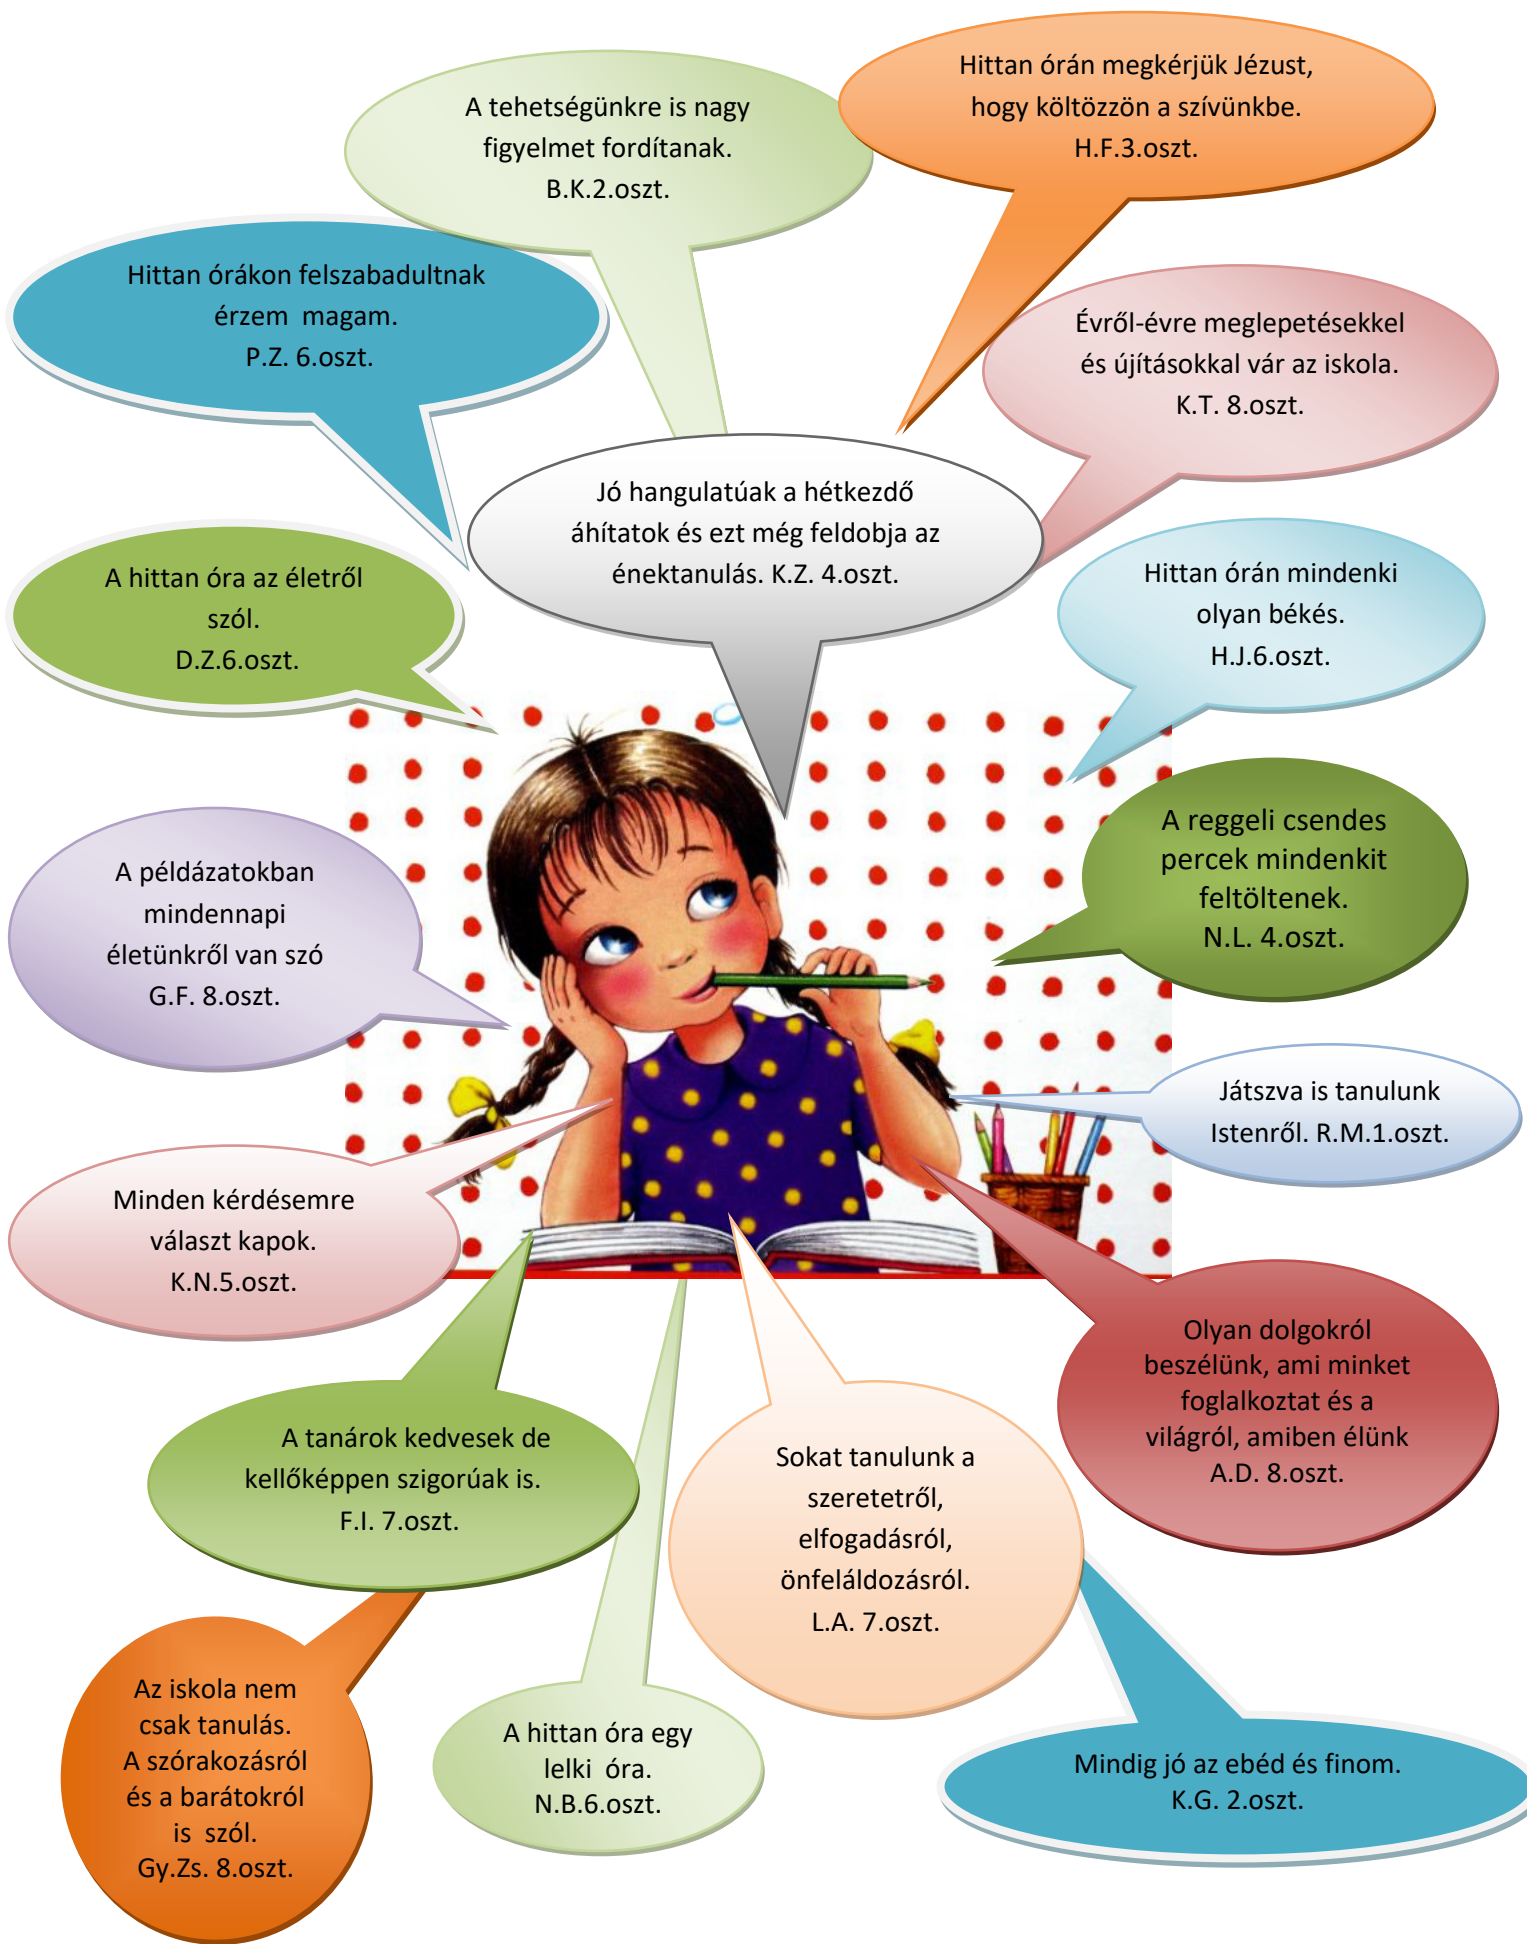 Hittan órán megkérjük Jézust,
hogy költözzön a szívünkbe.
H.F.3.oszt.
A tehetségünkre is nagy
figyelmet fordítanak.
B.K.2.oszt.
Hittan órákon felszabadultnak
érzem magam.
P.Z. 6.oszt.
Évről-évre meglepetésekkel
és újításokkal vár az iskola.
K.T. 8.oszt.
Jó hangulatúak a hétkezdő
áhítatok és ezt még feldobja az
énektanulás. K.Z. 4.oszt.
A hittan óra az életről
szól.
D.Z.6.oszt.
Hittan órán mindenki
olyan békés.
H.J.6.oszt.
A reggeli csendes
percek mindenkit
feltöltenek.
N.L. 4.oszt.
A példázatokban
mindennapi
életünkről van szó
G.F. 8.oszt.
Játszva is tanulunk
Istenről. R.M.1.oszt.
Minden kérdésemre
választ kapok.
K.N.5.oszt.
Olyan dolgokról
beszélünk, ami minket
foglalkoztat és a
világról, amiben élünk
A.D. 8.oszt.
A tanárok kedvesek de
kellőképpen szigorúak is.
F.I. 7.oszt.
Sokat tanulunk a
szeretetről,
elfogadásról,
önfeláldozásról.
L.A. 7.oszt.
Az iskola nem
csak tanulás.
A szórakozásról
és a barátokról
is szól.
Gy.Zs. 8.oszt.
A hittan óra egy
lelki óra.
N.B.6.oszt.
Mindig jó az ebéd és finom.
K.G. 2.oszt.